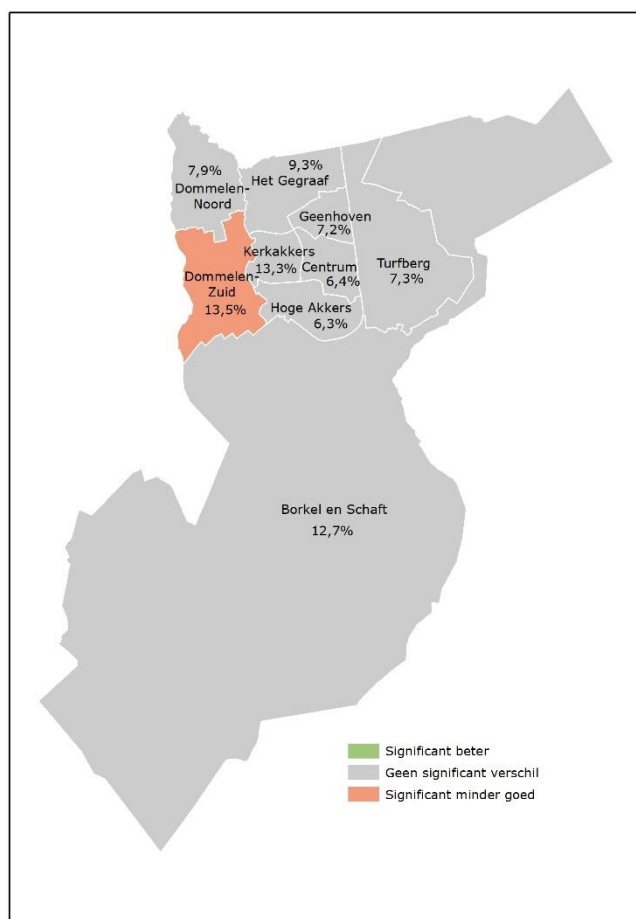 9,3%
Het Gegraaf
7,9%
Dommelen-
Noord
Geenhoven
7,2%
Kerkakkers
13,3%
Centrum
6,4%
Turfberg
7,3%
Dommelen-
Zuid
13,5%
Hoge Akkers
6,3%
Borkel en Schaft
12,7%
Significant beter
Geen significant verschil
Significant minder goed